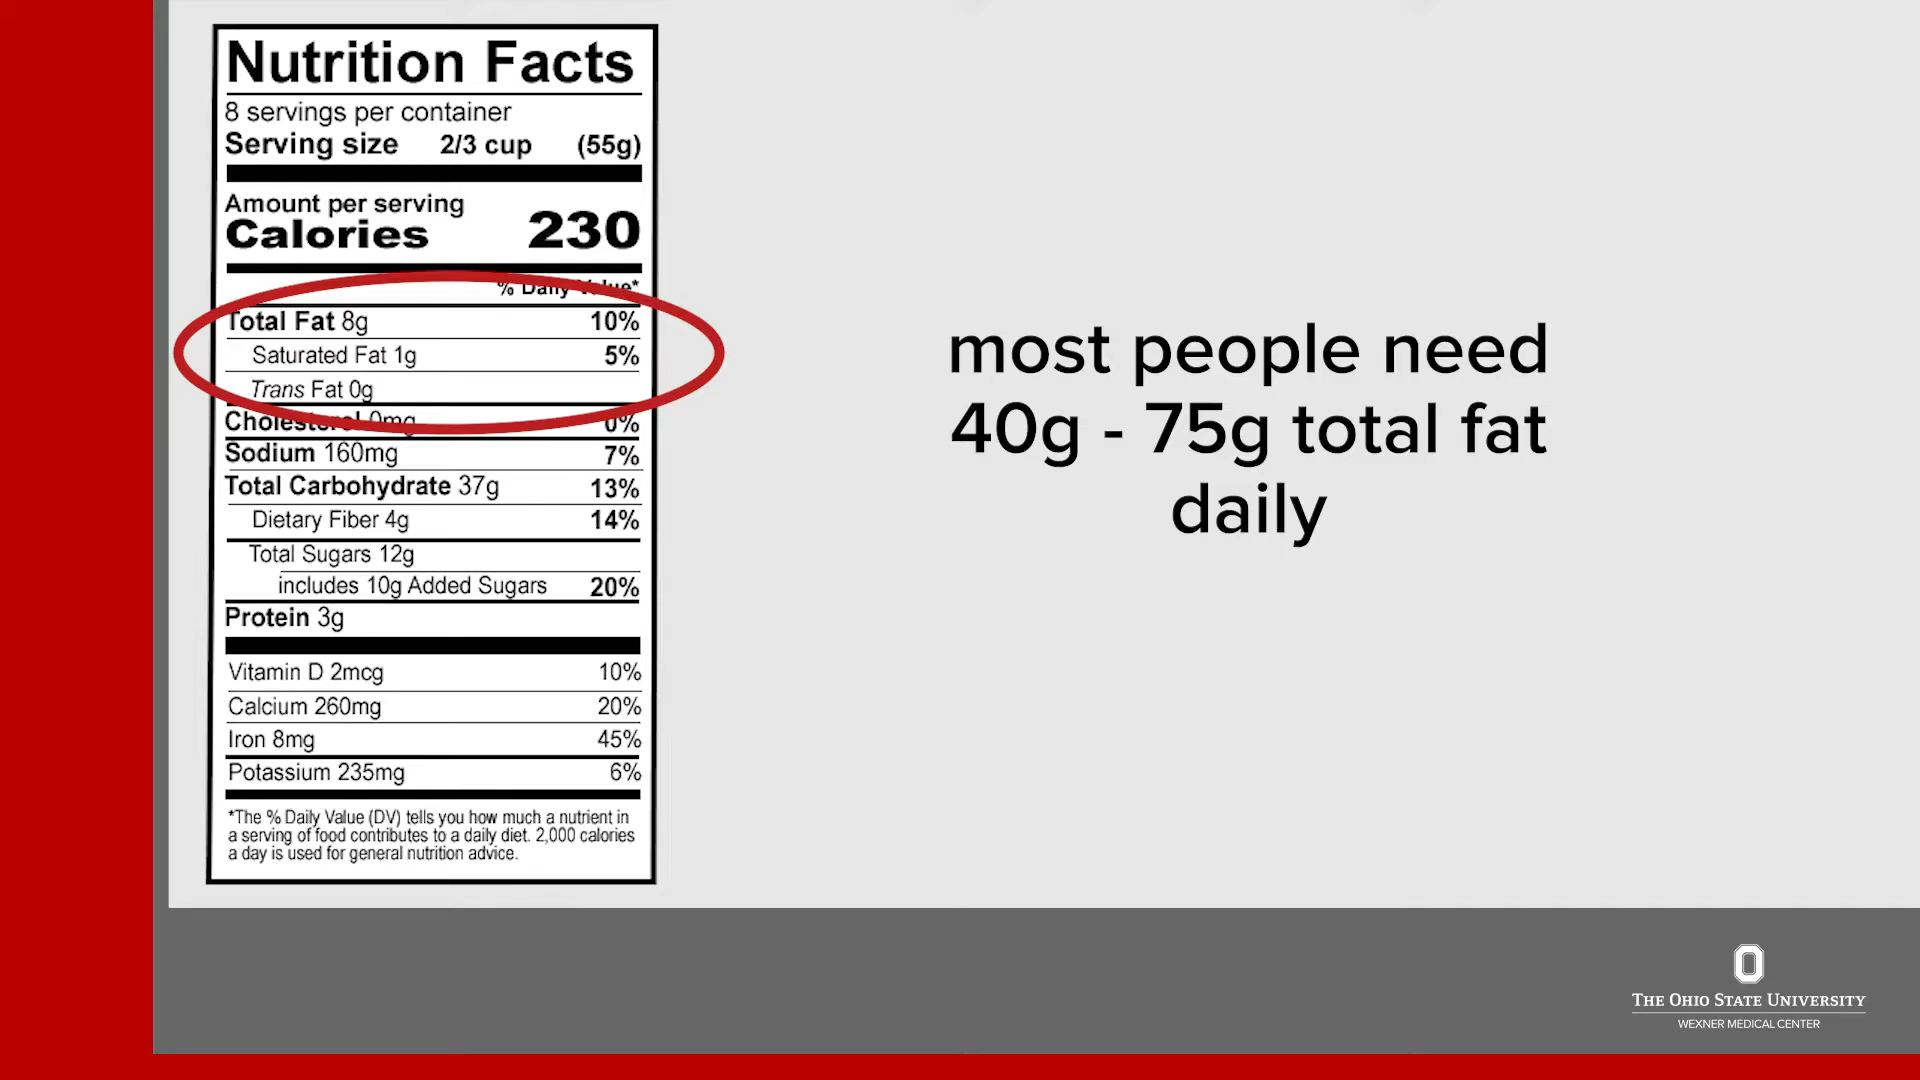 Nutrition Facts
8 servings per container
Serving size 2/3 cup (55g)
Amount per serving
Calories 230
% Daily Value*
Total Fat 8g 10%
Saturated Fat 1g 5%
Trans Fat 0g
Cholesterol 0mg 0%
Sodium 160mg 7%
Total Carbohydrate 37g 13%
Dietary Fiber 4g 14%
Total Sugars 12g
includes 10g Added Sugars 20%
Protein 3g
Vitamin D 2mcg 10%
Calcium 260mg 20%
Iron 8mg 45%
Potassium 235mg 6%
*The % Daily Value (DV) tells you how much a nutrient in
a serving of food contributes to a daily diet. 2,000 calories
a day is used for general nutrition advice.
most people need
40g - 75g total fat
daily
THE OHIO STATE UNIVERSITY
WEXNER MEDICAL CENTER